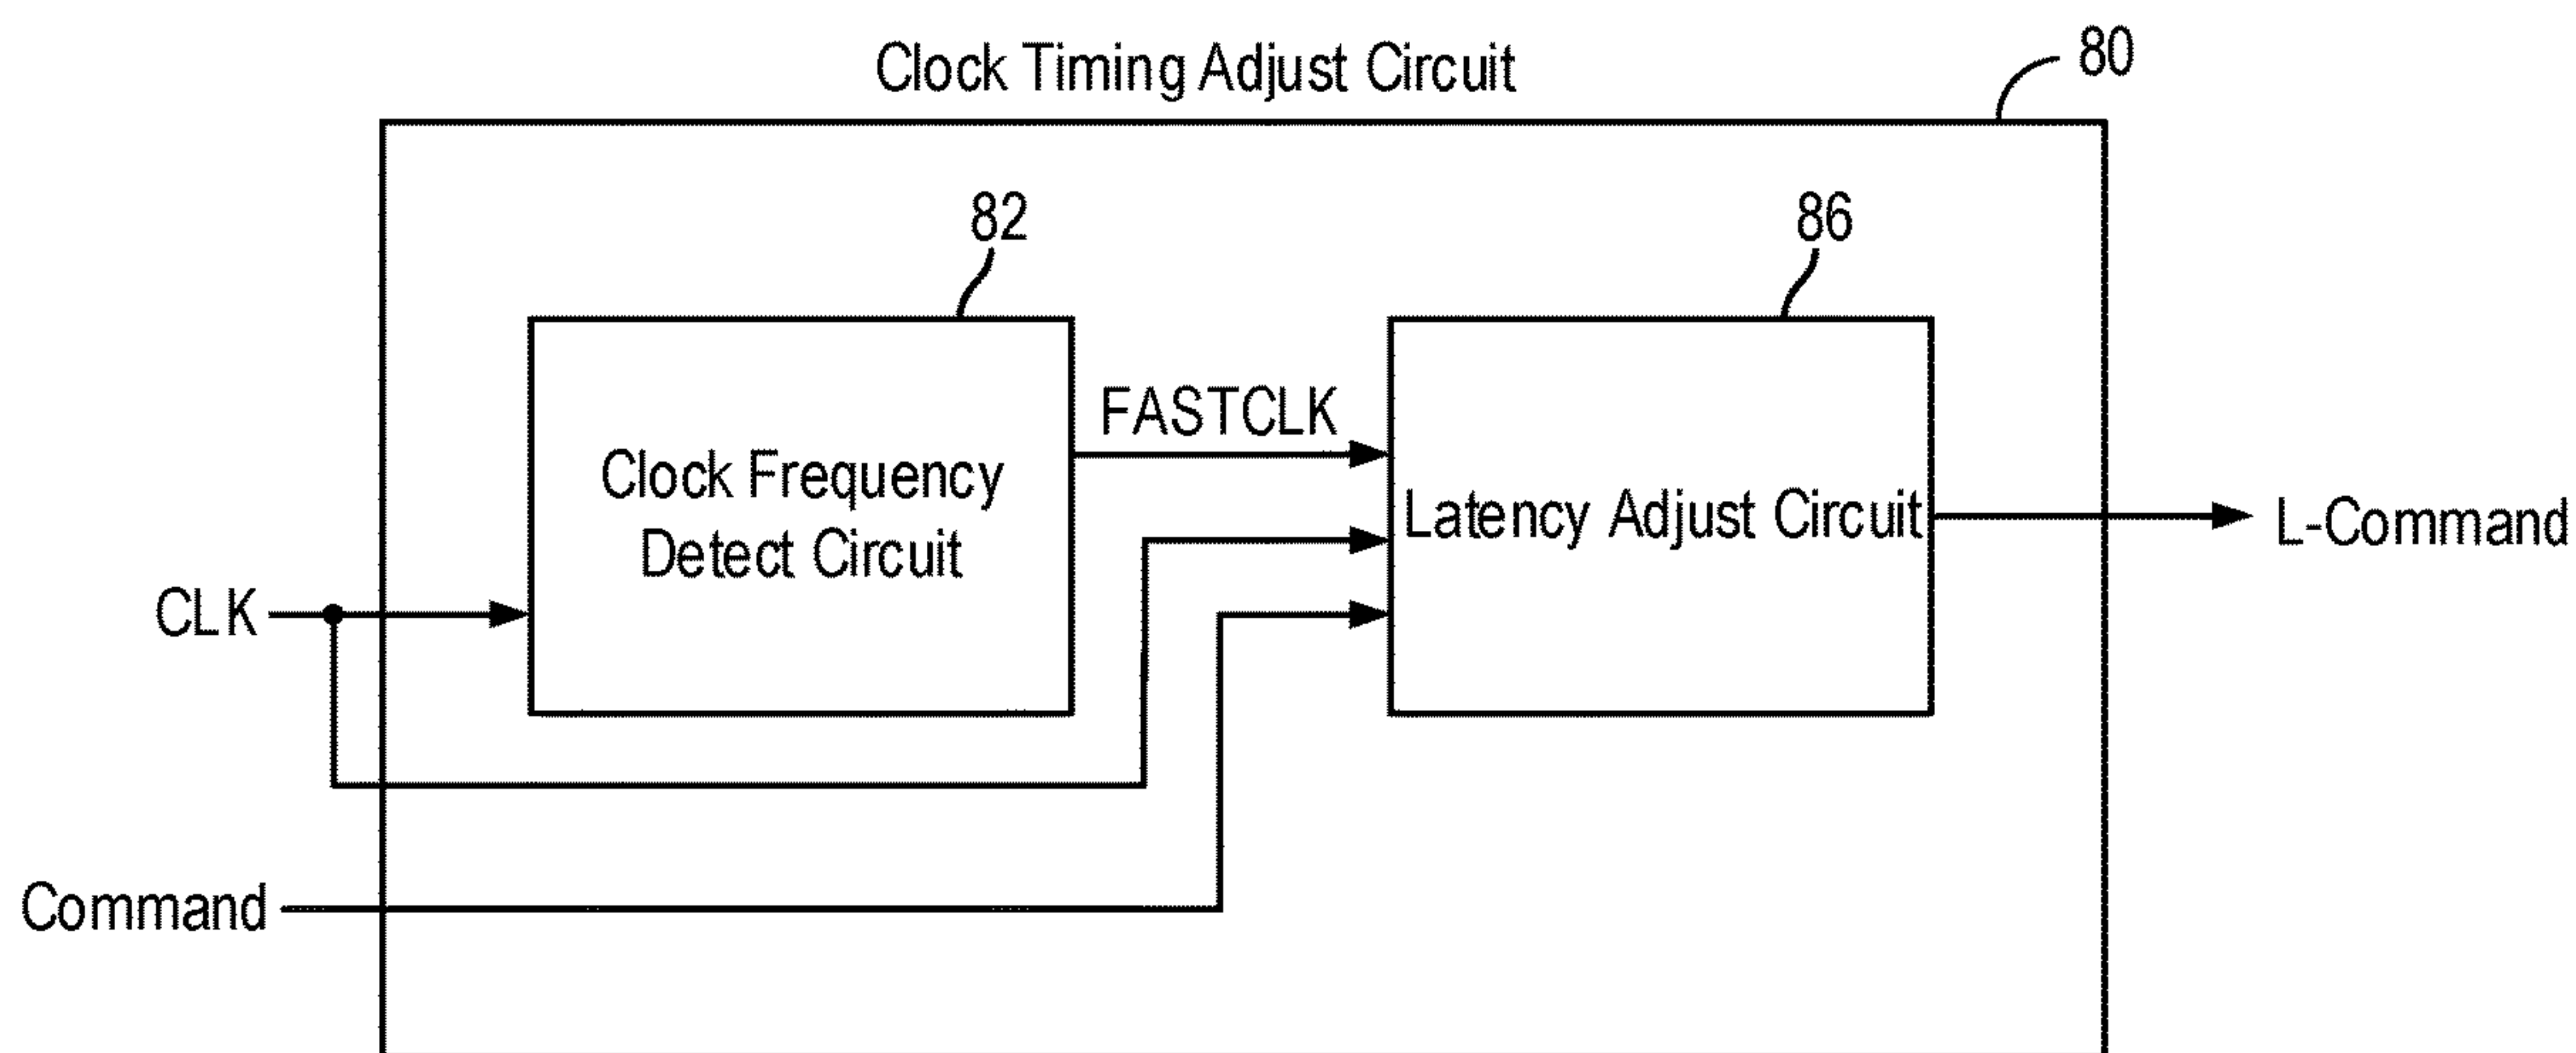 Clock Timing Adjust Circuit
80
82
86
FASTCLK
Clock Frequency
Detect Circuit
Latency Adjust Circuit
L-Command
CLK
Command